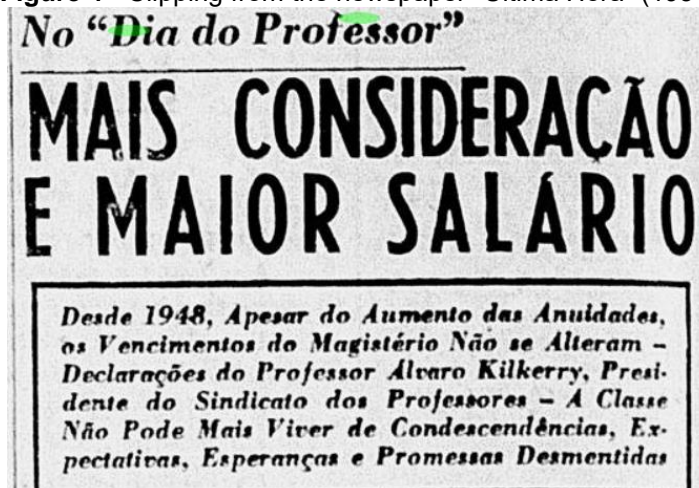 No “Dia do Professor”
MAIS CONSIDERAÇÃO
E MAIOR SALÁRIO
Desde 1948, Apesar do Aumento das Anuidades,
os Vencimentos do Magistério Não se Alteram –
Declarações do Professor Álvaro Kilkerry, Presi-
dente do Sindicato dos Professores – A Classe
Não Pode Mais Viver de Condescendências, Ex-
pectativas, Esperanças e Promessas Desmentidas